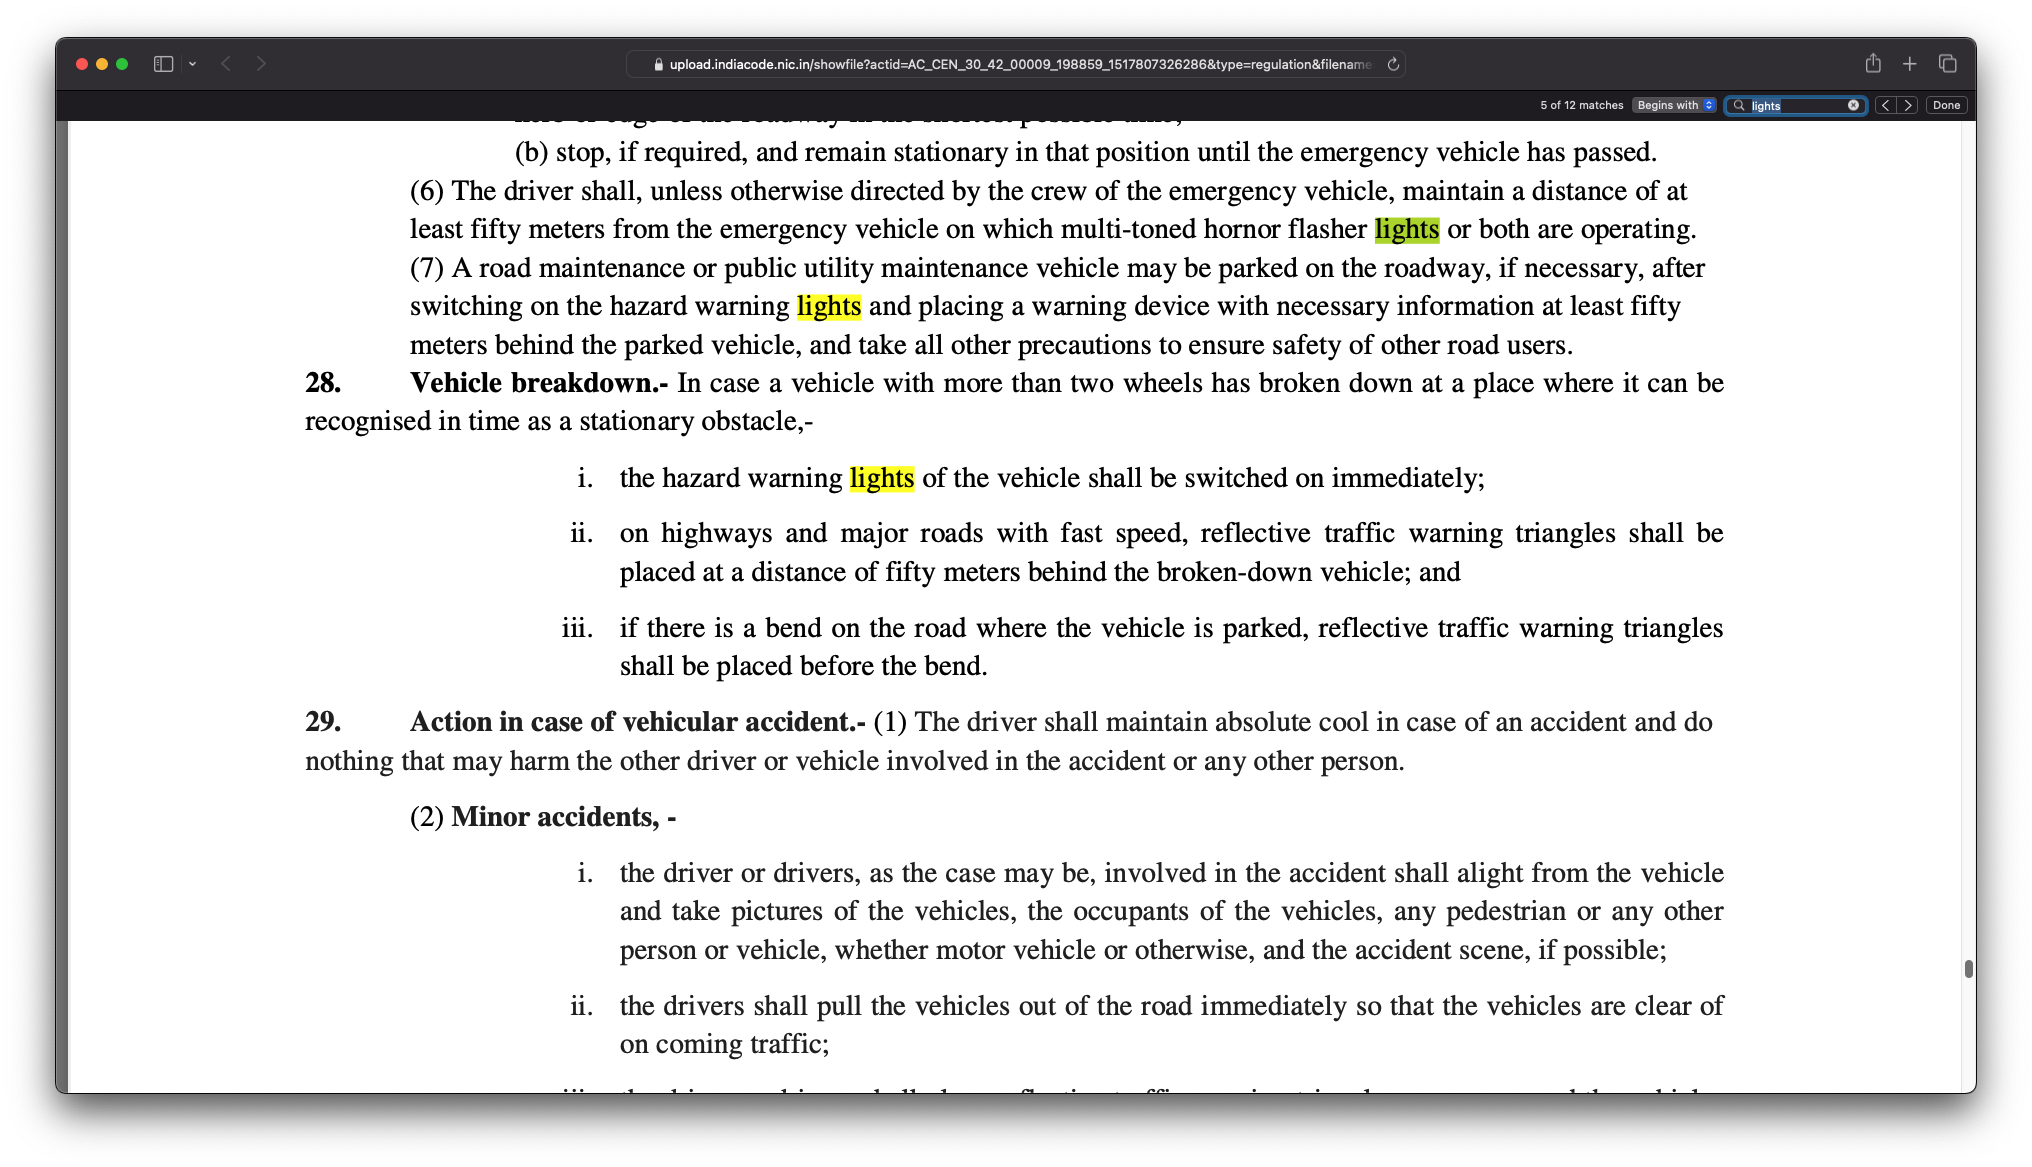 upload.indiacode.nic.in/showfile?actid=AC_CEN_30_42_00009_198859_1517807326286&type=regulation&filename
5 of 12 matches Begins with lights Done
(b) stop, if required, and remain stationary in that position until the emergency vehicle has passed.
(6) The driver shall, unless otherwise directed by the crew of the emergency vehicle, maintain a distance of at
least fifty meters from the emergency vehicle on which multi-toned hornor flasher lights or both are operating.
(7) A road maintenance or public utility maintenance vehicle may be parked on the roadway, if necessary, after
switching on the hazard warning lights and placing a warning device with necessary information at least fifty
meters behind the parked vehicle, and take all other precautions to ensure safety of other road users.
28. Vehicle breakdown.- In case a vehicle with more than two wheels has broken down at a place where it can be
recognised in time as a stationary obstacle,-
i. the hazard warning lights of the vehicle shall be switched on immediately;
ii. on highways and major roads with fast speed, reflective traffic warning triangles shall be
placed at a distance of fifty meters behind the broken-down vehicle; and
iii. if there is a bend on the road where the vehicle is parked, reflective traffic warning triangles
shall be placed before the bend.
29. Action in case of vehicular accident.- (1) The driver shall maintain absolute cool in case of an accident and do
nothing that may harm the other driver or vehicle involved in the accident or any other person.
(2) Minor accidents, -
i. the driver or drivers, as the case may be, involved in the accident shall alight from the vehicle
and take pictures of the vehicles, the occupants of the vehicles, any pedestrian or any other
person or vehicle, whether motor vehicle or otherwise, and the accident scene, if possible;
ii. the drivers shall pull the vehicles out of the road immediately so that the vehicles are clear of
on coming traffic;